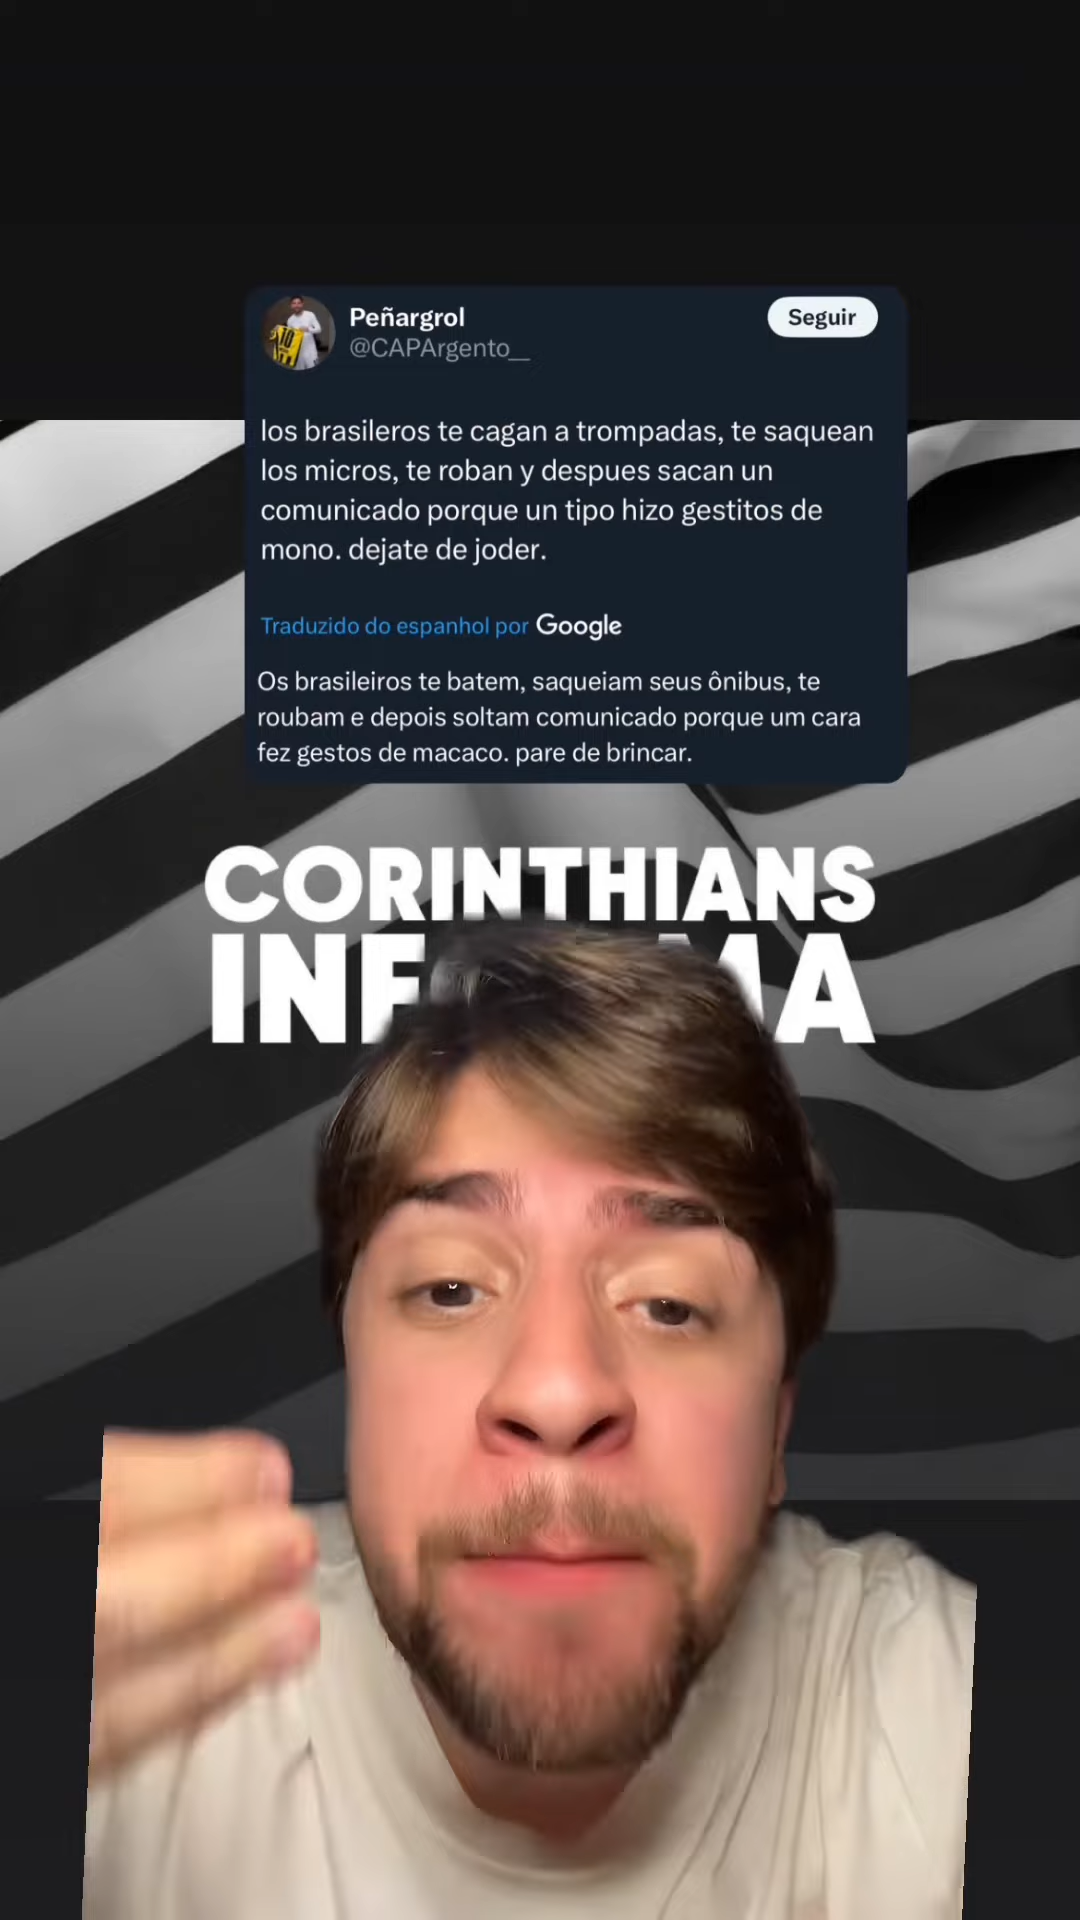 Peñargrol
Seguir
@CAPArgento__
los brasileros te cagan a trompadas, te saquean
los micros, te roban y despues sacan un
comunicado porque un tipo hizo gestitos de
mono. dejate de joder.
Traduzido do espanhol por Google
Os brasileiros te batem, saqueiam seus ônibus, te
roubam e depois soltam comunicado porque um cara
fez gestos de macaco. pare de brincar.
CORINTHIANS